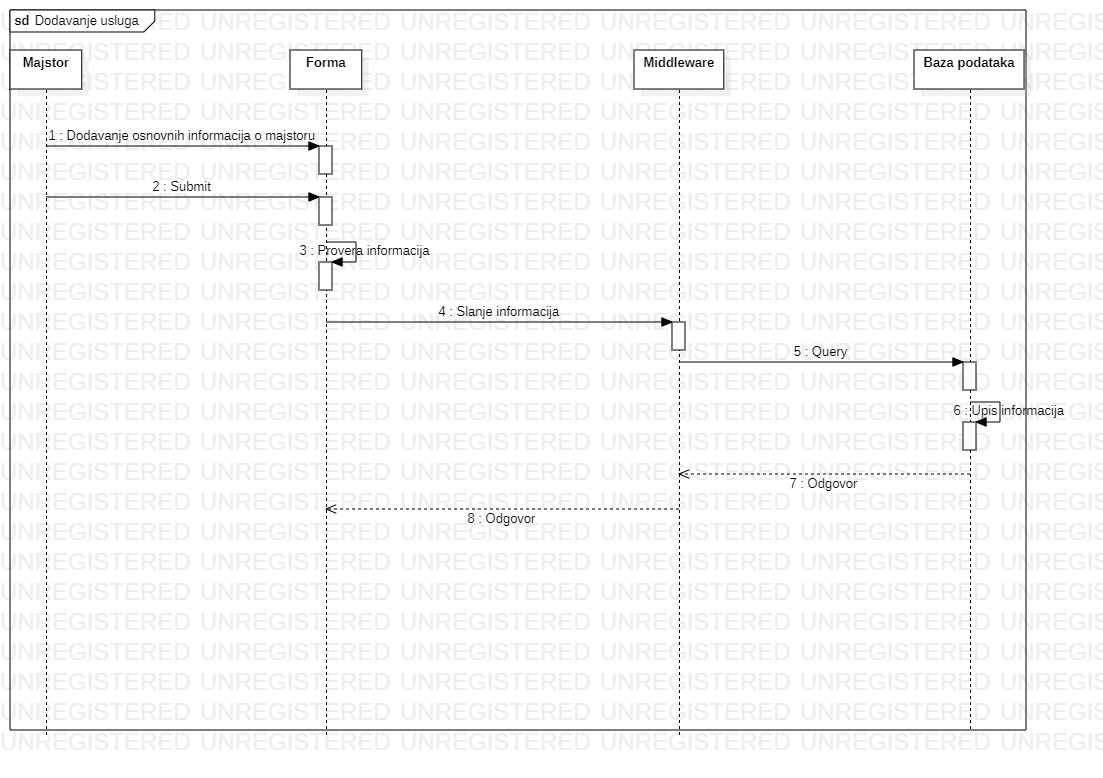 sd Dodavanje usluga
Majstor
Forma
Middleware
Baza podataka
1 : Dodavanje osnovnih informacija o majstoru
2 : Submit
3 : Provera informacija
4 : Slanje informacija
5 : Query
6 : Upis informacija
7 : Odgovor
8 : Odgovor
UNREGISTERED